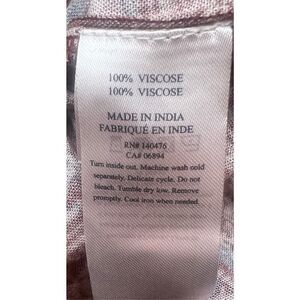 100% VISCOSE
100% VISCOSE
MADE IN INDIA
FABRIQUÉ EN INDE
RN# 140476
CA# 06894
Turn inside out. Machine wash cold
separately. Delicate cycle. Do not
bleach. Tumble dry low. Remove
promptly. Cool iron when needed